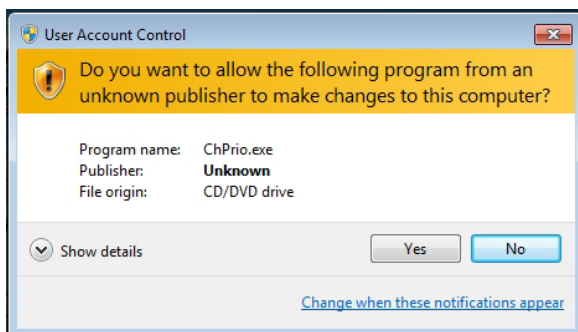 User Account Control
Do you want to allow the following program from an
unknown publisher to make changes to this computer?
Program name: ChPrio.exe
Publisher: Unknown
File origin: CD/DVD drive
Show details
Yes
No
Change when these notifications appear